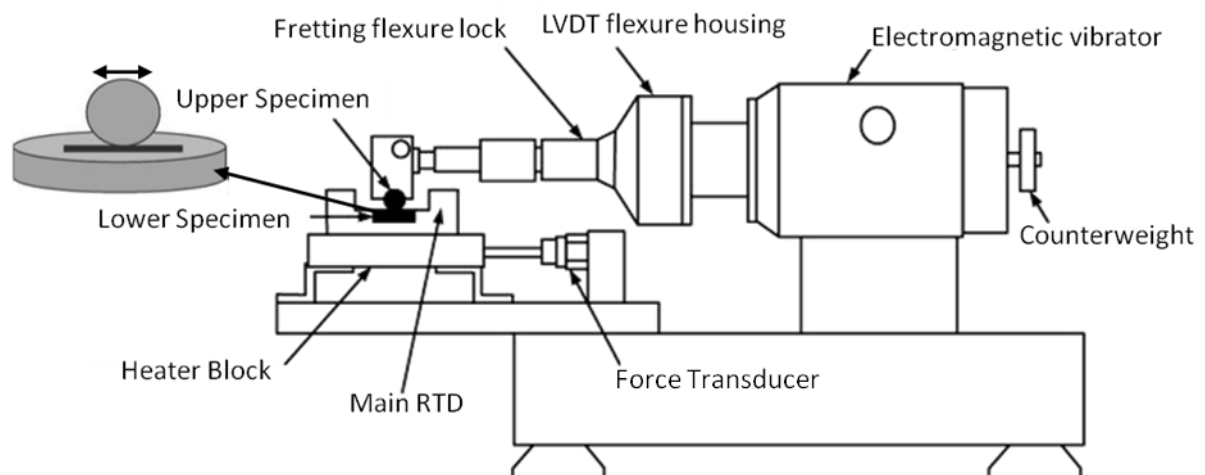 Fretting flexure lock
LVDT flexure housing
Electromagnetic vibrator
Upper Specimen
Lower Specimen
Counterweight
Heater Block
Main RTD
Force Transducer